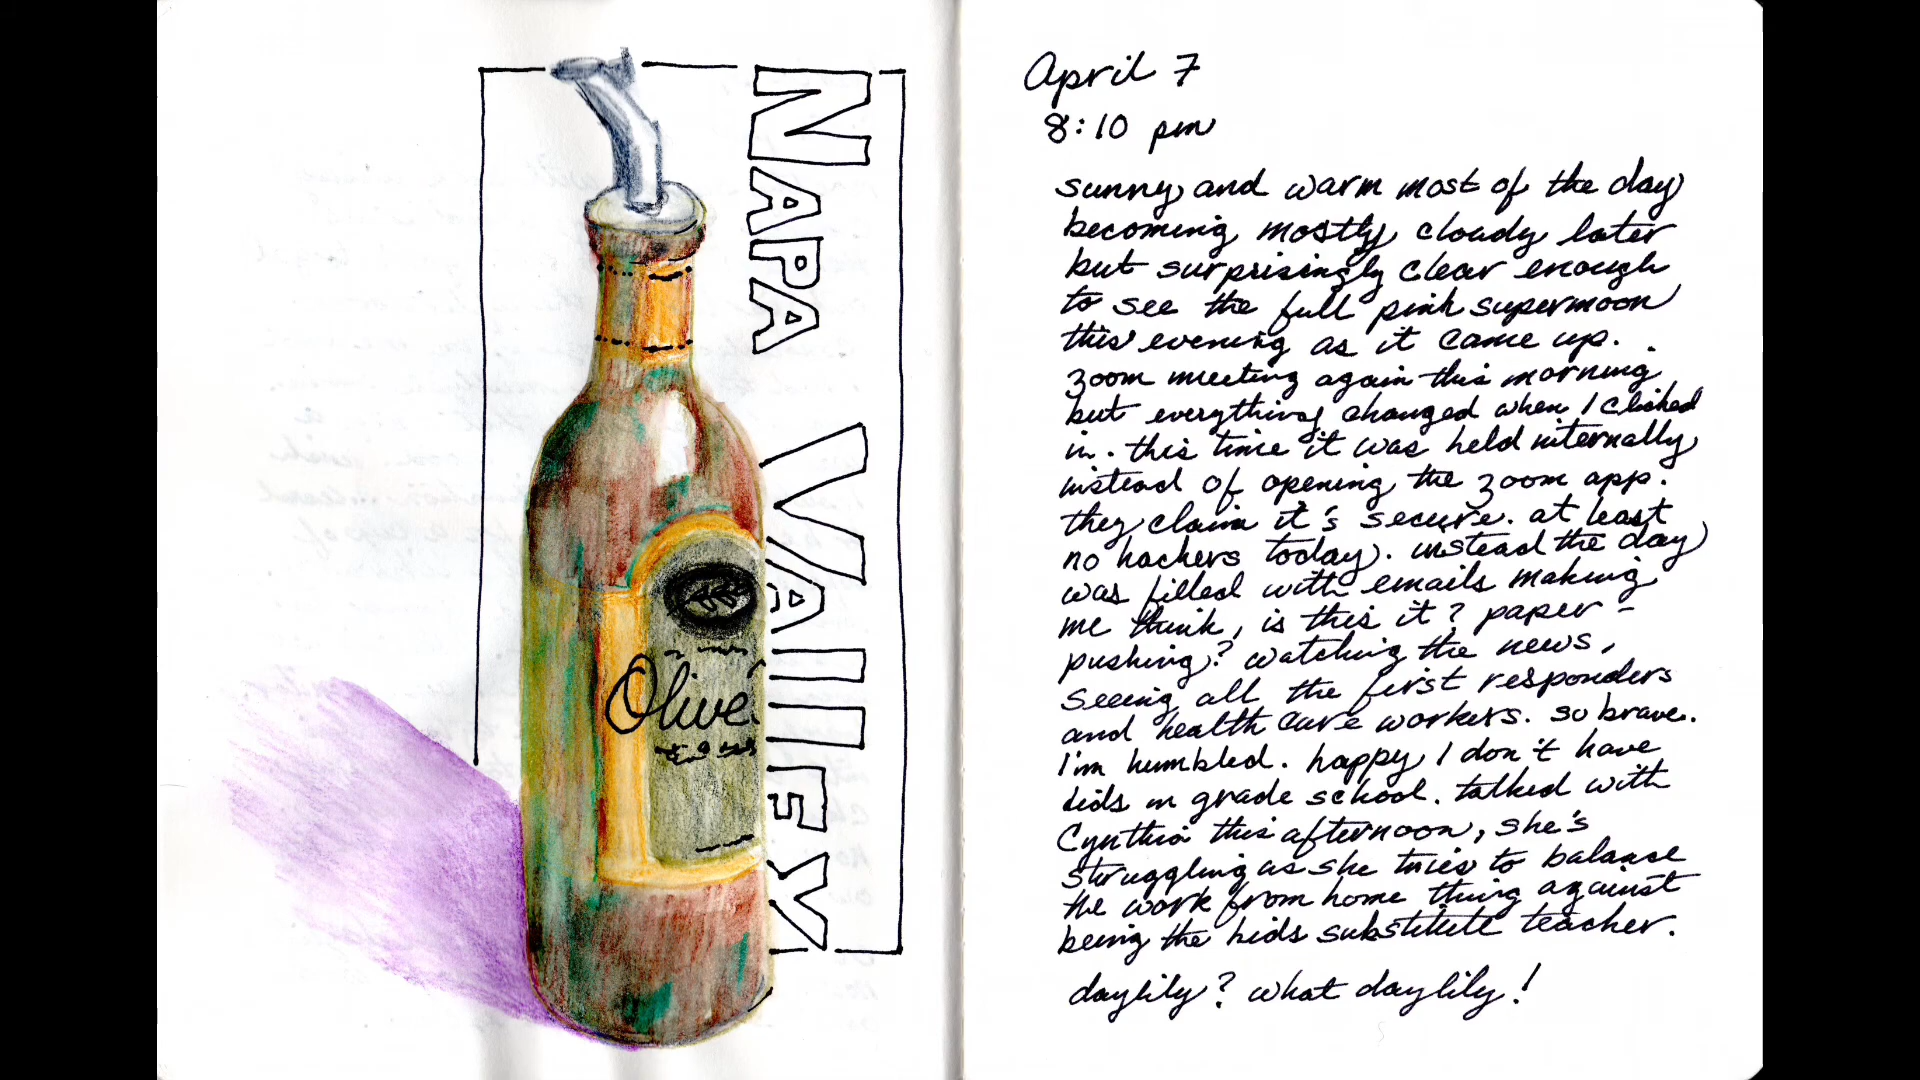 NAPA VAllEY
Olive
April 7
8:10 pm
sunny and warm most of the day
becoming mostly cloudy later
but surprisingly clear enough
to see the full pink supermoon
this evening as it came up.
zoom meeting again this morning
but everything changed when I clicked
in. this time it was held internally
instead of opening the zoom app.
they claim it's secure. at least
no hackers today. instead the day
was filled with emails making
me think, is this it? paper -
pushing? watching the news,
seeing all the first responders
and health care workers. so brave.
I'm humbled. happy I don't have
kids in grade school. talked with
Cynthia this afternoon, she's
struggling as she tries to balance
the work from home thing against
being the kids substitute teacher.
daylily? what daylily!